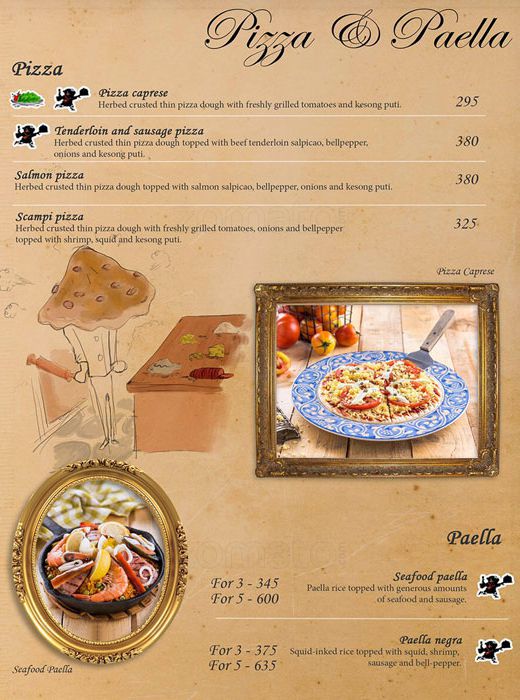 Pizza & Paella
Pizza
Pizza caprese
Herbed crusted thin pizza dough with freshly grilled tomatoes and kesong puti.
295
Tenderloin and sausage pizza
Herbed crusted thin pizza dough topped with beef tenderloin salpicao, bellpepper,
onions and kesong puti.
380
Salmon pizza
Herbed crusted thin pizza dough topped with salmon salpicao, bellpepper, onions and kesong puti.
380
Scampi pizza
Herbed crusted thin pizza dough with freshly grilled tomatoes, onions and bellpepper
topped with shrimp, squid and kesong puti.
325
Pizza Caprese
Paella
Seafood paella
Paella rice topped with generous amounts
of seafood and sausage.
For 3 - 345
For 5 - 600
Paella negra
Squid-inked rice topped with squid, shrimp,
sausage and bell-pepper.
For 3 - 375
For 5 - 635
Seafood Paella